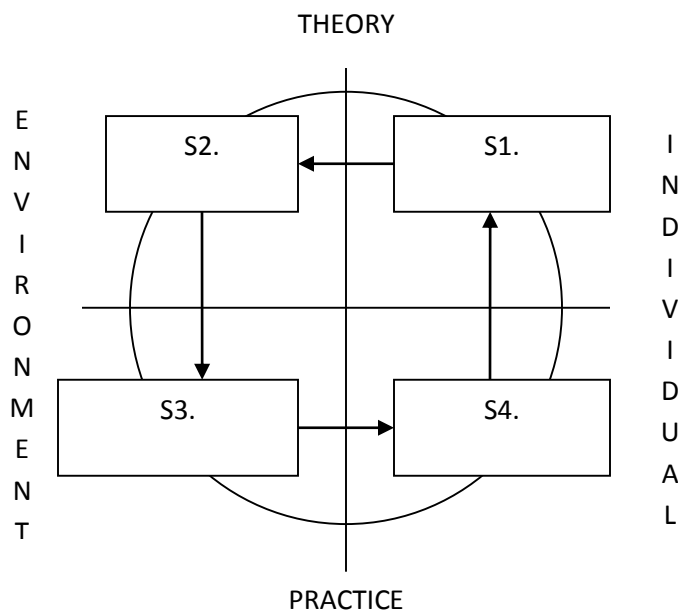 THEORY
ENVIRONMENT
S2.
S1.
INDIVIDUAL
S3.
S4.
PRACTICE